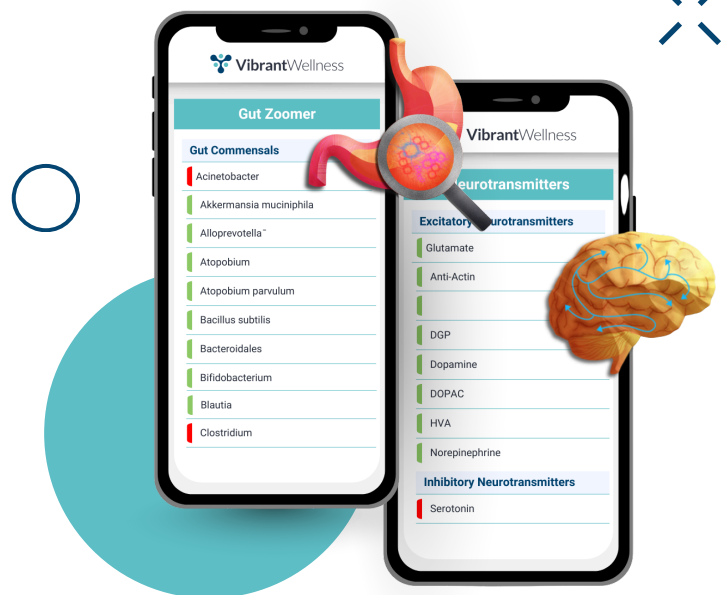 VibrantWellness
Gut Zoomer
Gut Commensals
Acinetobacter
Akkermansia muciniphila
Alloprevotella~
Atopobium
Atopobium parvulum
Bacillus subtilis
Bacteroidales
Bifidobacterium
Blautia
Clostridium
VibrantWellness
eurotransmitters
Excitatory urotransmitters
Glutamate
Anti-Actin
DGP
Dopamine
DOPAC
HVA
Norepinephrine
Inhibitory Neurotransmitters
Serotonin